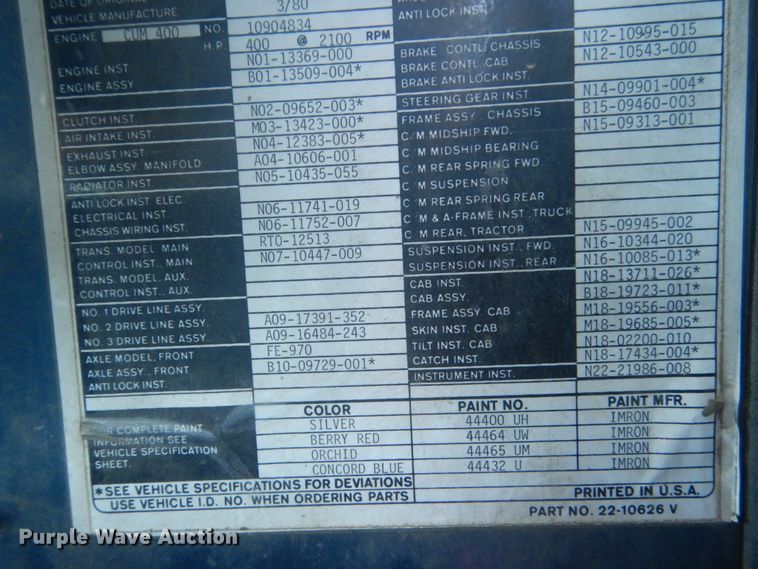 DATE OF ORIGINAL
VEHICLE MANUFACTURE 3/80
ENGINE CUM 400 NO. 10904834
H.P. 400 @ 2100 RPM
ENGINE INST. N01-13369-000
ENGINE ASSY. B01-13509-004*
CLUTCH INST. N02-09652-003*
AIR INTAKE INST. M03-13423-000*
EXHAUST INST. N04-12383-005*
ELBOW ASSY. MANIFOLD A04-10606-001
RADIATOR INST. N05-10435-055
ANTI LOCK INST. ELEC.
ELECTRICAL INST. N06-11741-019
CHASSIS WIRING INST. N06-11752-007
TRANS. MODEL, MAIN RTO-12513
CONTROL INST., MAIN N07-10447-009
TRANS. MODEL, AUX.
CONTROL INST., AUX.
NO. 1 DRIVE LINE ASSY.
NO. 2 DRIVE LINE ASSY. A09-17391-352
NO. 3 DRIVE LINE ASSY. A09-16484-243
AXLE MODEL, FRONT FE-970
AXLE ASSY., FRONT B10-09729-001*
ANTI LOCK INST.
ANTI LOCK INST.
BRAKE CONTL. CHASSIS N12-10995-015
BRAKE CONTL. CAB N12-10543-000
BRAKE ANTI LOCK INST.
STEERING GEAR INST N14-09901-004*
FRAME ASSY., CHASSIS B15-09460-003
C/M MIDSHIP FWD. N15-09313-001
C/M MIDSHIP BEARING
C/M REAR SPRING FWD.
C/M SUSPENSION
C/M REAR SPRING REAR
C/M & A-FRAME INST., TRUCK
C/M REAR, TRACTOR N15-09945-002
SUSPENSION INST., FWD. N16-10344-020
SUSPENSION INST., REAR N16-10085-013*
CAB INST. N18-13711-026*
CAB ASSY. B18-19723-011*
FRAME ASSY. CAB M18-19556-003*
SKIN INST. CAB M18-19685-005*
TILT INST. CAB N18-02200-010
CATCH INST. N18-17434-004*
INSTRUMENT INST. N22-21986-008
COLOR PAINT NO. PAINT MFR.
SILVER 44400 UH IMRON
BERRY RED 44464 UW IMRON
ORCHID 44465 UM IMRON
CONCORD BLUE 44432 U IMRON
COMPLETE PAINT
INFORMATION SEE
VEHICLE SPECIFICATION
SHEET.
*SEE VEHICLE SPECIFICATIONS FOR DEVIATIONS
USE VEHICLE I.D. NO. WHEN ORDERING PARTS
PRINTED IN U.S.A.
PART NO. 22-10626 V
Purple Wave Auction